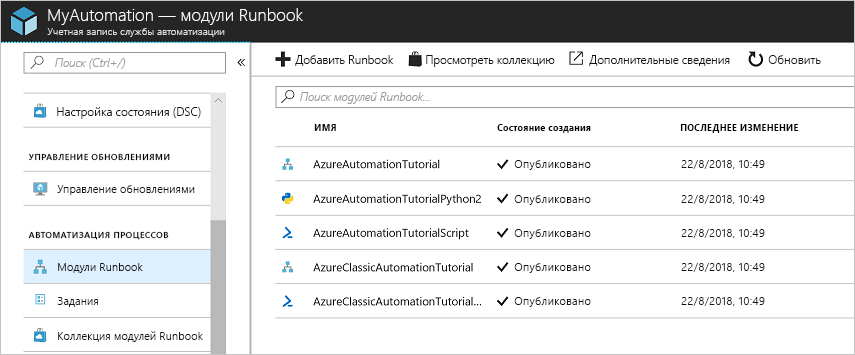 MyAutomation — модули Runbook
Учетная запись службы автоматизации
Поиск (Ctrl+/)
«
Настройка состояния (DSC)
УПРАВЛЕНИЕ ОБНОВЛЕНИЯМИ
Управление обновлениями
АВТОМАТИЗАЦИЯ ПРОЦЕССОВ
Модули Runbook
Задания
Коллекция модулей Runbook
Добавить Runbook Просмотреть коллекцию Дополнительные сведения Обновить
Поиск модулей Runbook...
ИМЯ Состояние создания ПОСЛЕДНЕЕ ИЗМЕНЕНИЕ
AzureAutomationTutorial Опубликовано 22/8/2018, 10:49
AzureAutomationTutorialPython2 Опубликовано 22/8/2018, 10:49
AzureAutomationTutorialScript Опубликовано 22/8/2018, 10:49
AzureClassicAutomationTutorial Опубликовано 22/8/2018, 10:49
AzureClassicAutomationTutorial... Опубликовано 22/8/2018, 10:49